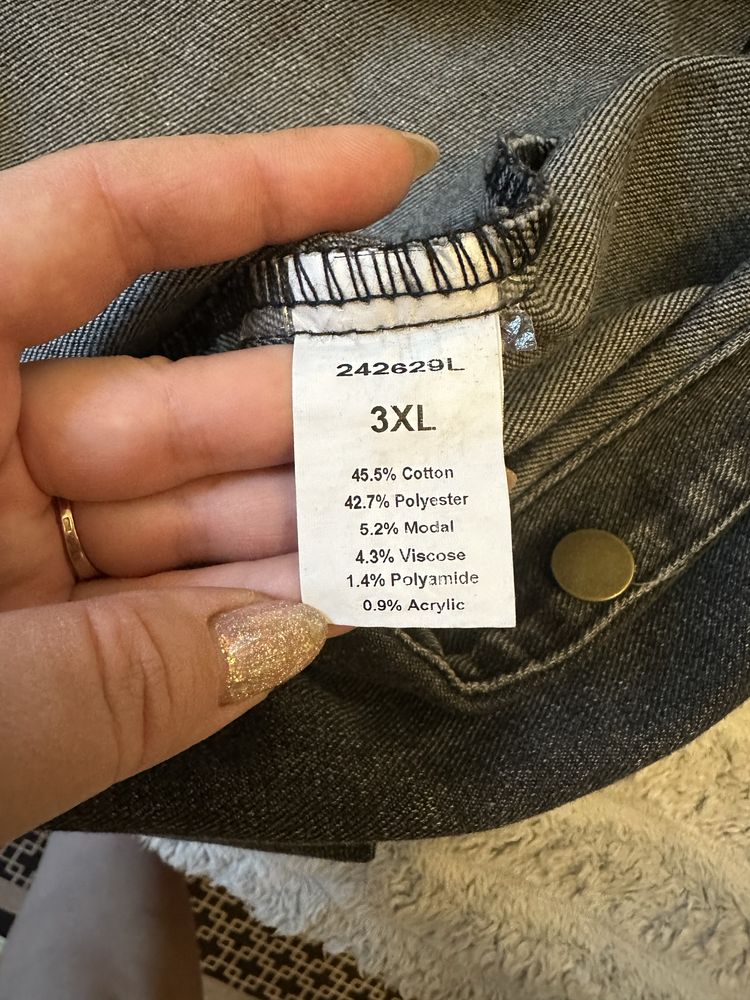 242629L
3XL
45.5% Cotton
42.7% Polyester
5.2% Modal
4.3% Viscose
1.4% Polyamide
0.9% Acrylic